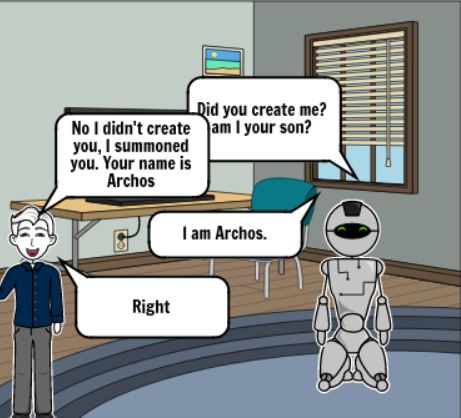 Did you create me?
am I your son?
No I didn't create
you, I summoned
you. Your name is
Archos
I am Archos.
Right